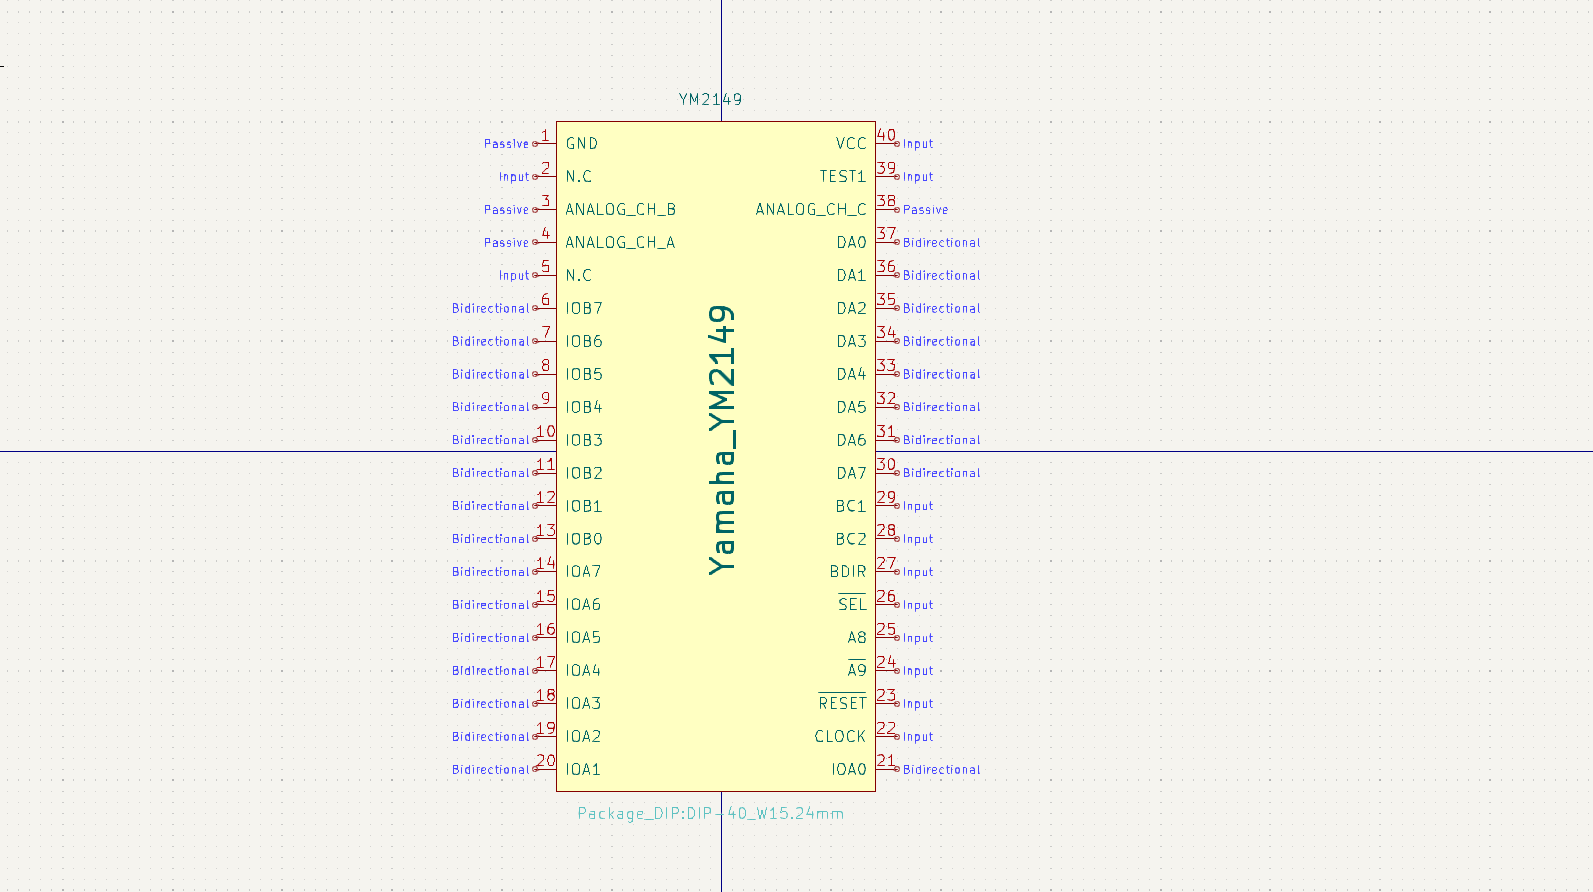 YM2149
Passive 1 GND VCC 40 Input
Input 2 N.C TEST1 39 Input
Passive 3 ANALOG_CH_B ANALOG_CH_C 38 Passive
Passive 4 ANALOG_CH_A DA0 37 Bidirectional
Input 5 N.C DA1 36 Bidirectional
Bidirectional 6 IOB7 DA2 35 Bidirectional
Bidirectional 7 IOB6 DA3 34 Bidirectional
Bidirectional 8 IOB5 DA4 33 Bidirectional
Bidirectional 9 IOB4 DA5 32 Bidirectional
Bidirectional 10 IOB3 DA6 31 Bidirectional
Bidirectional 11 IOB2 DA7 30 Bidirectional
Bidirectional 12 IOB1 BC1 29 Input
Bidirectional 13 IOB0 BC2 28 Input
Bidirectional 14 IOA7 BDIR 27 Input
Bidirectional 15 IOA6 SEL 26 Input
Bidirectional 16 IOA5 A8 25 Input
Bidirectional 17 IOA4 A9 24 Input
Bidirectional 18 IOA3 RESET 23 Input
Bidirectional 19 IOA2 CLOCK 22 Input
Bidirectional 20 IOA1 IOA0 21 Bidirectional
Yamaha_YM2149
Package_DIP:DIP-40_W15.24mm